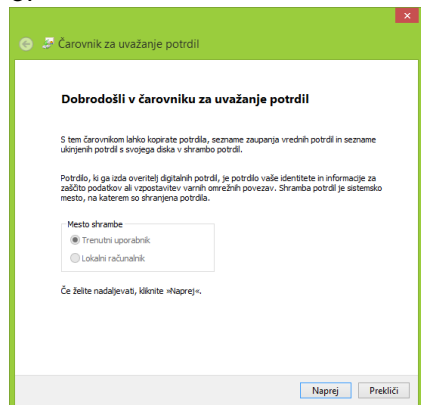 Čarovnik za uvažanje potrdil
Dobrodošli v čarovniku za uvažanje potrdil
S tem čarovnikom lahko kopirate potrdila, sezname zaupanja vrednih potrdil in sezname
ukinjenih potrdil s svojega diska v shrambo potrdil.
Potrdilo, ki ga izda overitelj digitalnih potrdil, je potrdilo vaše identitete in informacije za
zaščito podatkov ali vzpostavitev varnih omrežnih povezav. Shramba potrdil je sistemsko
mesto, na katerem so shranjena potrdila.
Mesto shrambe
Trenutni uporabnik
Lokalni računalnik
Če želite nadaljevati, kliknite »Naprej«.
Naprej Prekliči